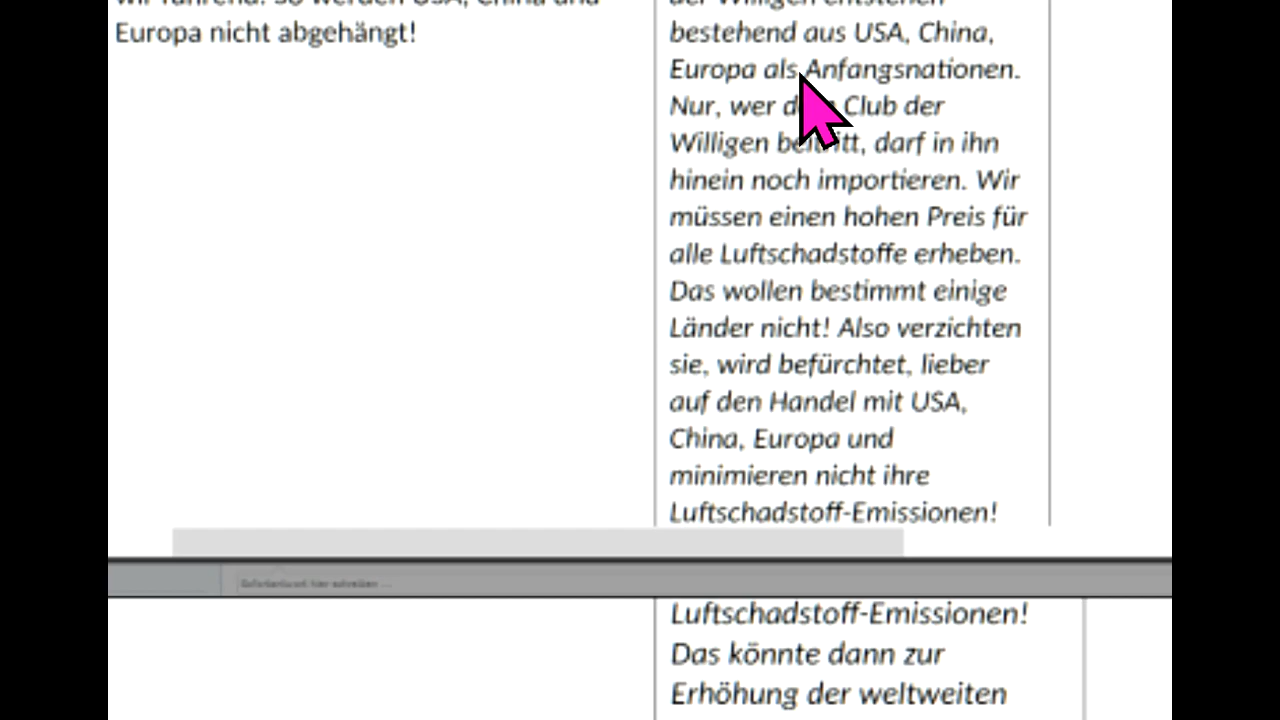 Europa nicht abgehängt!
bestehend aus USA, China,
Europa als Anfangsnationen.
Nur, wer Club der
Willigen beitritt, darf in ihn
hinein noch importieren. Wir
müssen einen hohen Preis für
alle Luftschadstoffe erheben.
Das wollen bestimmt einige
Länder nicht! Also verzichten
sie, wird befürchtet, lieber
auf den Handel mit USA,
China, Europa und
minimieren nicht ihre
Luftschadstoff-Emissionen!
Luftschadstoff-Emissionen!
Das könnte dann zur
Erhöhung der weltweiten